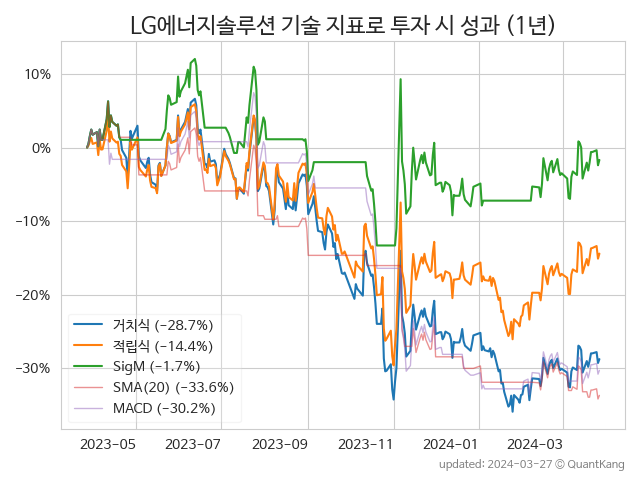 LG에너지솔루션 기술 지표로 투자 시 성과 (1년)
10%
0%
−10%
−20%
−30%
거치식 (−28.7%)
적립식 (−14.4%)
SigM (−1.7%)
SMA(20) (−33.6%)
MACD (−30.2%)
2023−05
2023−07
2023−09
2023−11
2024−01
2024−03
updated: 2024−03−27 © QuantKang